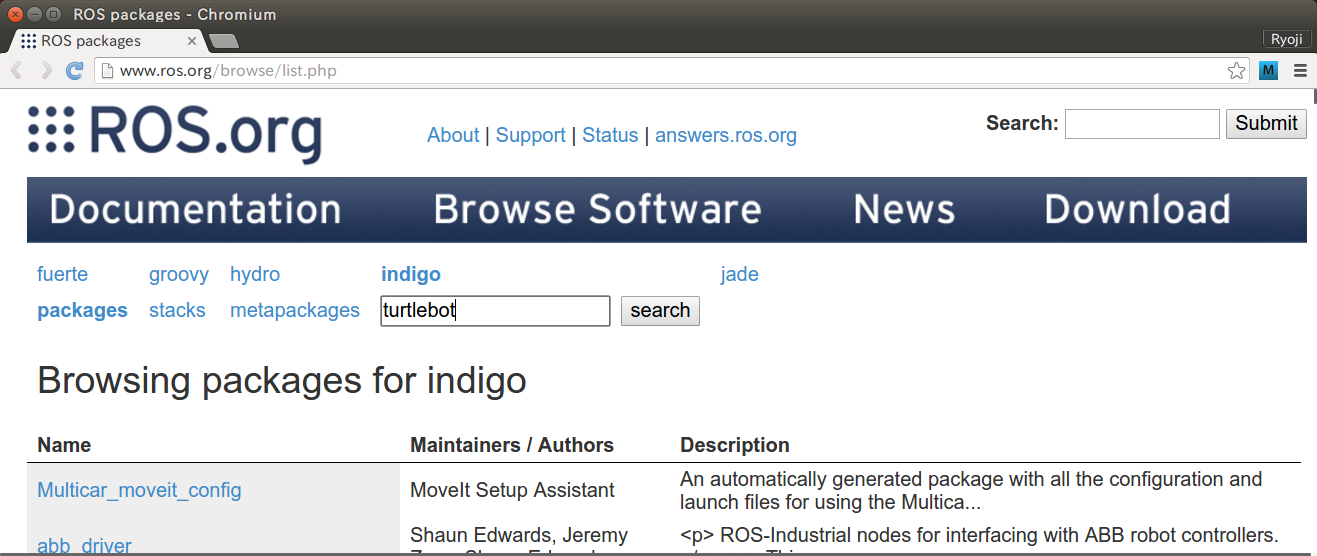 ROS packages - Chromium
ROS packages
Ryoji
www.ros.org/browse/list.php
M
ROS.org
About | Support | Status | answers.ros.org
Search: Submit
Documentation Browse Software News Download
fuerte groovy hydro indigo jade
packages stacks metapackages turtlebot search
Browsing packages for indigo
Name Maintainers / Authors Description
Multicar_moveit_config MoveIt Setup Assistant An automatically generated package with all the configuration and
launch files for using the Multica...
abb_driver Shaun Edwards, Jeremy <p> ROS-Industrial nodes for interfacing with ABB robot controllers.